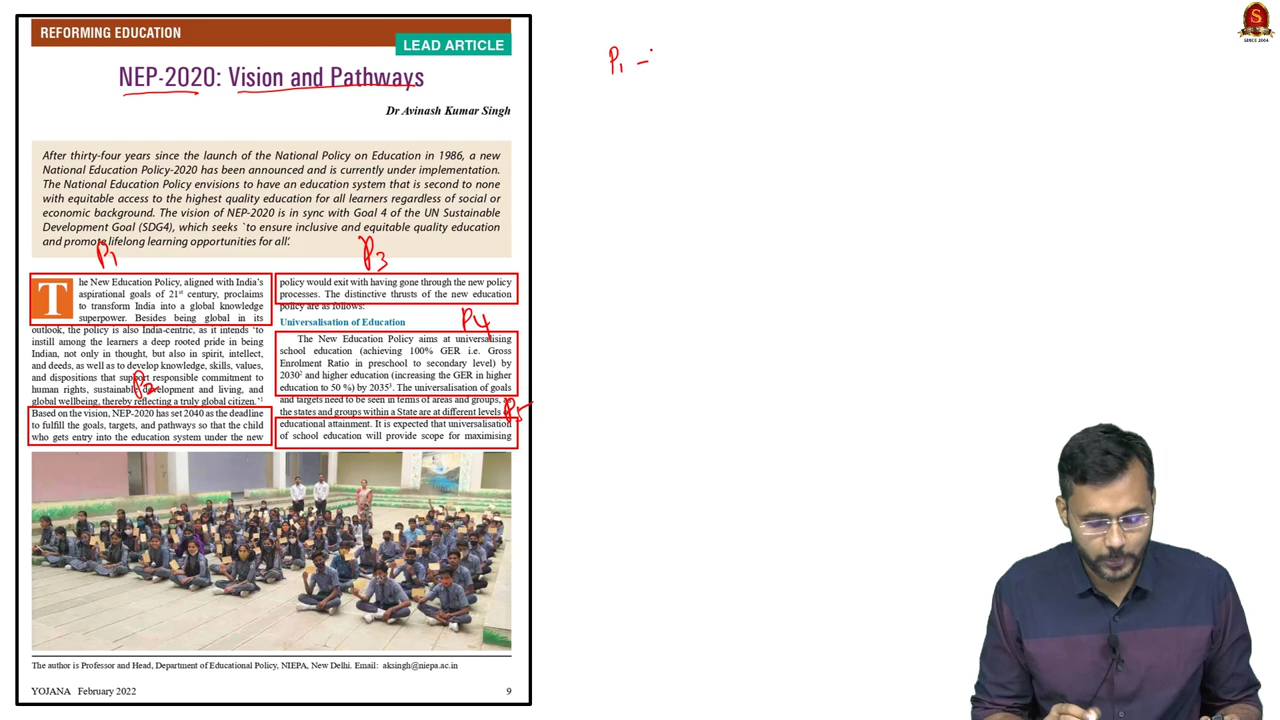 REFORMING EDUCATION
LEAD ARTICLE
NEP-2020: Vision and Pathways
Dr Avinash Kumar Singh
After thirty-four years since the launch of the National Policy on Education in 1986, a new
National Education Policy-2020 has been announced and is currently under implementation.
The National Education Policy envisions to have an education system that is second to none
with equitable access to the highest quality education for all learners regardless of social or
economic background. The vision of NEP-2020 is in sync with Goal 4 of the UN Sustainable
Development Goal (SDG4), which seeks `to ensure inclusive and equitable quality education
and promote lifelong learning opportunities for all'.
P1
The New Education Policy, aligned with India's
aspirational goals of 21st century, proclaims
to transform India into a global knowledge
superpower. Besides being global in its
outlook, the policy is also India-centric, as it intends 'to
instill among the learners a deep rooted pride in being
Indian, not only in thought, but also in spirit, intellect,
and deeds, as well as to develop knowledge, skills, values,
and dispositions that support responsible commitment to
human rights, sustainable development and living, and
global wellbeing, thereby reflecting a truly global citizen.'1
P2
Based on the vision, NEP-2020 has set 2040 as the deadline
to fulfill the goals, targets, and pathways so that the child
who gets entry into the education system under the new
P3
policy would exit with having gone through the new policy
processes. The distinctive thrusts of the new education
policy are as follows:
Universalisation of Education
P4
The New Education Policy aims at universalising
school education (achieving 100% GER i.e. Gross
Enrolment Ratio in preschool to secondary level) by
20302 and higher education (increasing the GER in higher
education to 50 %) by 20353. The universalisation of goals
and targets need to be seen in terms of areas and groups, as
the states and groups within a State are at different levels of
P5
educational attainment. It is expected that universalisation
of school education will provide scope for maximising
The author is Professor and Head, Department of Educational Policy, NIEPA, New Delhi. Email: aksingh@niepa.ac.in
YOJANA February 2022
9
P1 -
S
SINCE 2004